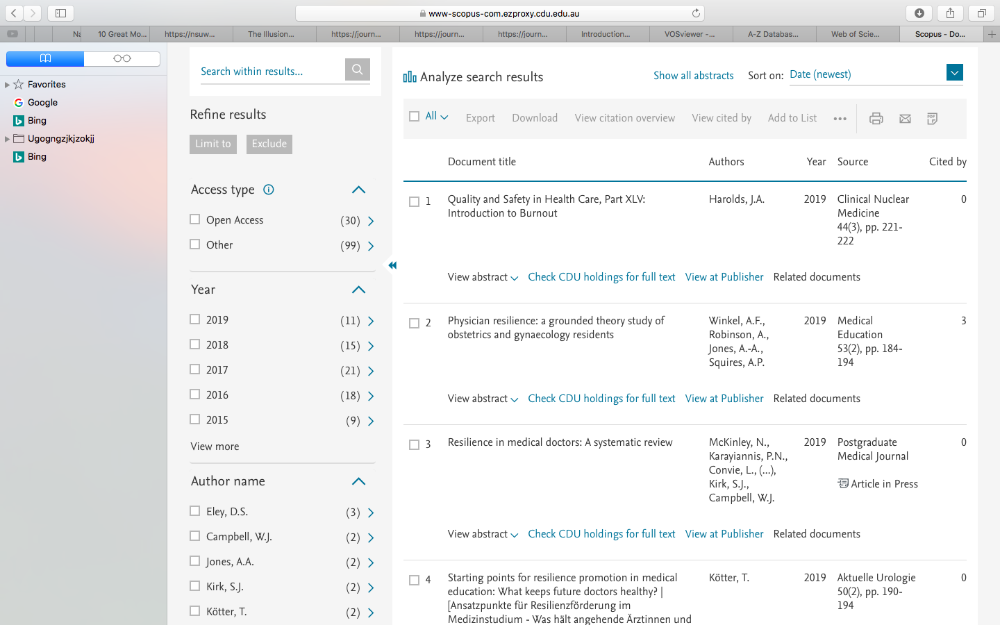 www-scopus-com.ezproxy.cdu.edu.au
Na
10 Great Mo...
https://nsuw...
The Illusion...
https://journ...
https://journ...
https://journ...
Introduction...
VOSviewer -...
A-Z Databas...
Web of Scie...
Scopus - Do...
Favorites
Google
Bing
Ugogngzjkjzokjj
Bing
Search within results...
Refine results
Limit to
Exclude
Access type
Open Access (30)
Other (99)
Year
2019 (11)
2018 (15)
2017 (21)
2016 (18)
2015 (9)
View more
Author name
Eley, D.S. (3)
Campbell, W.J. (2)
Jones, A.A. (2)
Kirk, S.J. (2)
Kötter, T. (2)
Analyze search results
Show all abstracts
Sort on: Date (newest)
All Export Download View citation overview View cited by Add to List
PDF
Document title Authors Year Source Cited by
1 Quality and Safety in Health Care, Part XLV: Harolds, J.A. 2019 Clinical Nuclear 0
Introduction to Burnout Medicine
44(3), pp. 221-
222
View abstract Check CDU holdings for full text View at Publisher Related documents
2 Physician resilience: a grounded theory study of Winkel, A.F., 2019 Medical 3
obstetrics and gynaecology residents Robinson, A., Education
Jones, A.-A., 53(2), pp. 184-
Squires, A.P. 194
View abstract Check CDU holdings for full text View at Publisher Related documents
3 Resilience in medical doctors: A systematic review McKinley, N., 2019 Postgraduate 0
Karayiannis, P.N., Medical Journal
Convie, L., (...),
Kirk, S.J., Article in Press
Campbell, W.J.
View abstract Check CDU holdings for full text View at Publisher Related documents
4 Starting points for resilience promotion in medical Kötter, T. 2019 Aktuelle Urologie 0
education: What keeps future doctors healthy? | 50(2), pp. 190-
[Ansatzpunkte für Resilienzförderung im 194
Medizinstudium - Was hält angehende Ärztinnen und